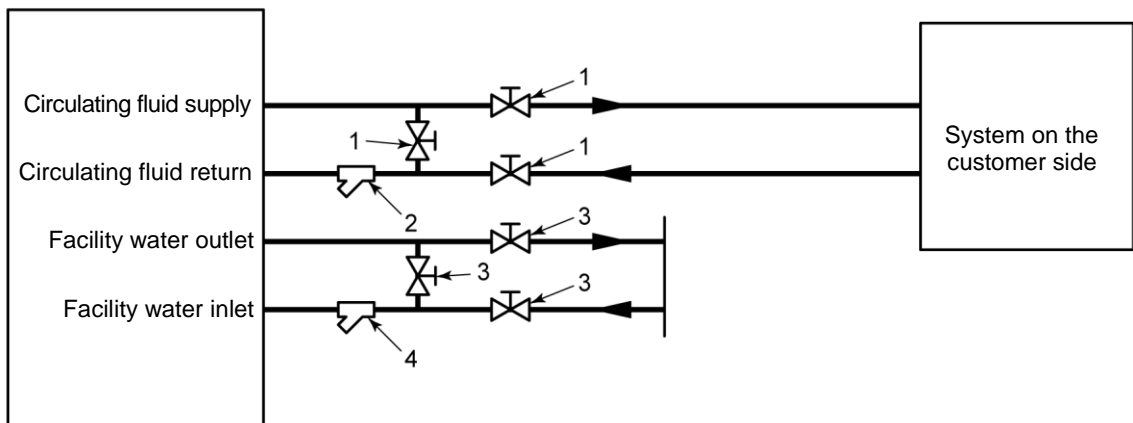 Circulating fluid supply
Circulating fluid return
Facility water outlet
Facility water inlet
1
1
1
2
3
3
3
4
System on the
customer side